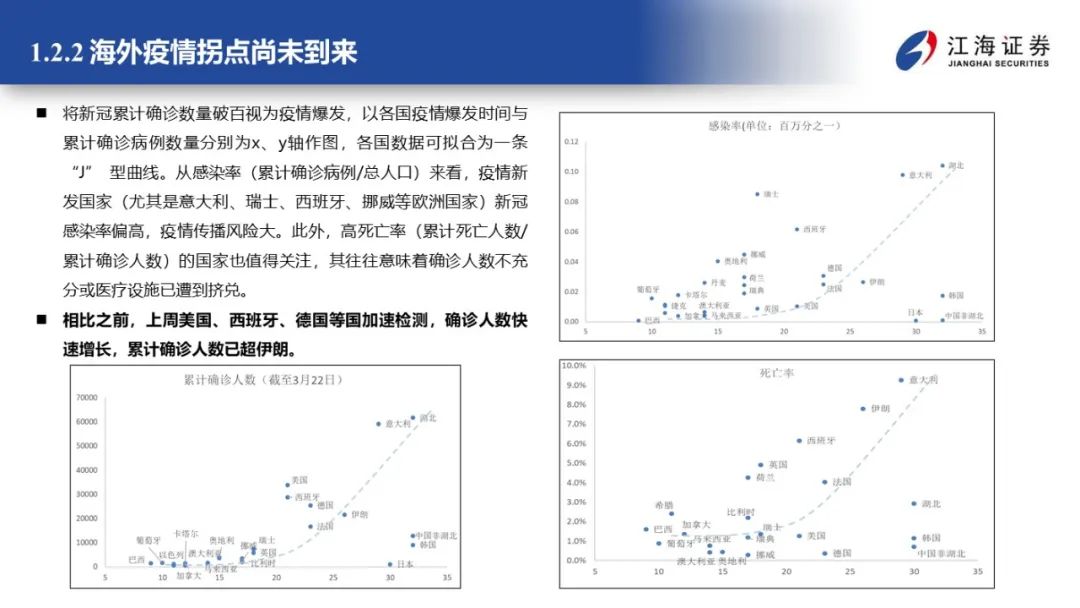 1.2.2 海外疫情拐点尚未到来
江海证券
JIANGHAI SECURITIES
■ 将新冠累计确诊数量破百视为疫情爆发，以各国疫情爆发时间与
累计确诊病例数量分别为x、y轴作图，各国数据可拟合为一条
“J” 型曲线。从感染率（累计确诊病例/总人口）来看，疫情新
发国家（尤其是意大利、瑞士、西班牙、挪威等欧洲国家）新冠
感染率偏高，疫情传播风险大。此外，高死亡率（累计死亡人数/
累计确诊人数）的国家也值得关注，其往往意味着确诊人数不充
分或医疗设施已遭到挤兑。
■ 相比之前，上周美国、西班牙、德国等国加速检测，确诊人数快
速增长，累计确诊人数已超伊朗。
累计确诊人数（截至3月22日）
70000
60000
意大利 湖北
50000
40000
美国
30000
西班牙
德国
20000
伊朗
法国
卡塔尔
中国非湖北
10000
葡萄牙 奥地利 瑞士 韩国
以色列 澳大利亚 挪威 英国
巴西 马来西亚 比利时 日本
0
加拿大
5 10 15 20 25 30 35
感染率(单位：百万分之一）
0.12
0.10
湖北
意大利
0.08
瑞士
0.06
西班牙
挪威
0.04
奥地利
德国
荷兰
丹麦 法国 伊朗
0.02
葡萄牙 卡塔尔 瑞典 韩国
捷克 澳大利亚 英国 美国 日本
0.00
巴西 加拿大 马来西亚 中国非湖北
5 10 15 20 25 30 35
死亡率
10.0%
意大利
9.0%
8.0%
伊朗
7.0%
6.0%
西班牙
5.0%
英国
荷兰
4.0%
法国
3.0%
湖北
希腊
2.0%
比利时
巴西 加拿大 瑞士
1.0%
马来西亚 瑞典 美国 韩国
葡萄牙
0.0%
澳大利亚 奥地利 挪威 德国 中国非湖北
5 10 15 20 25 30 35